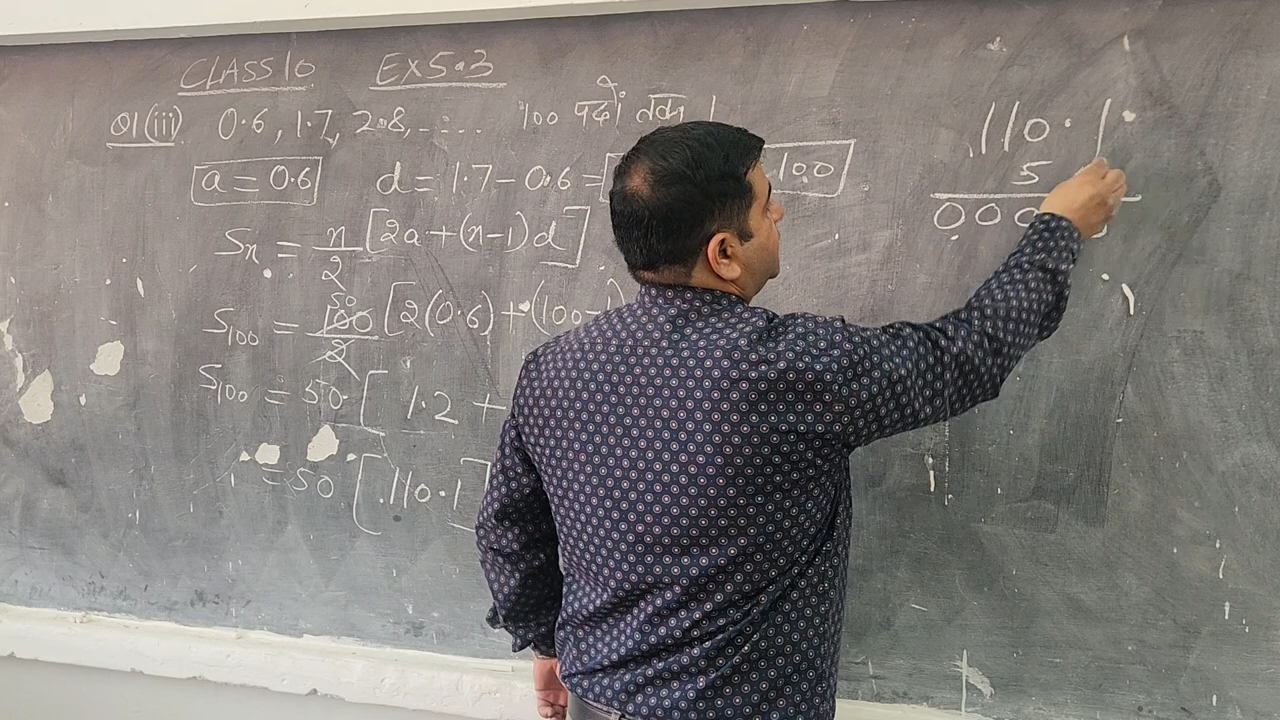 CLASS 10 EX 5.3
Q1(iii) 0.6, 1.7, 2.8, ..... 100 पदों तक।
a = 0.6 d = 1.7 - 0.6 = 100
Sn = n/2 [2a + (n-1)d]
50
S100 = 100/2 [2(0.6) + (100-1)
S100 = 50 [1.2 +
= 50 [110.1]
110.1
5
000